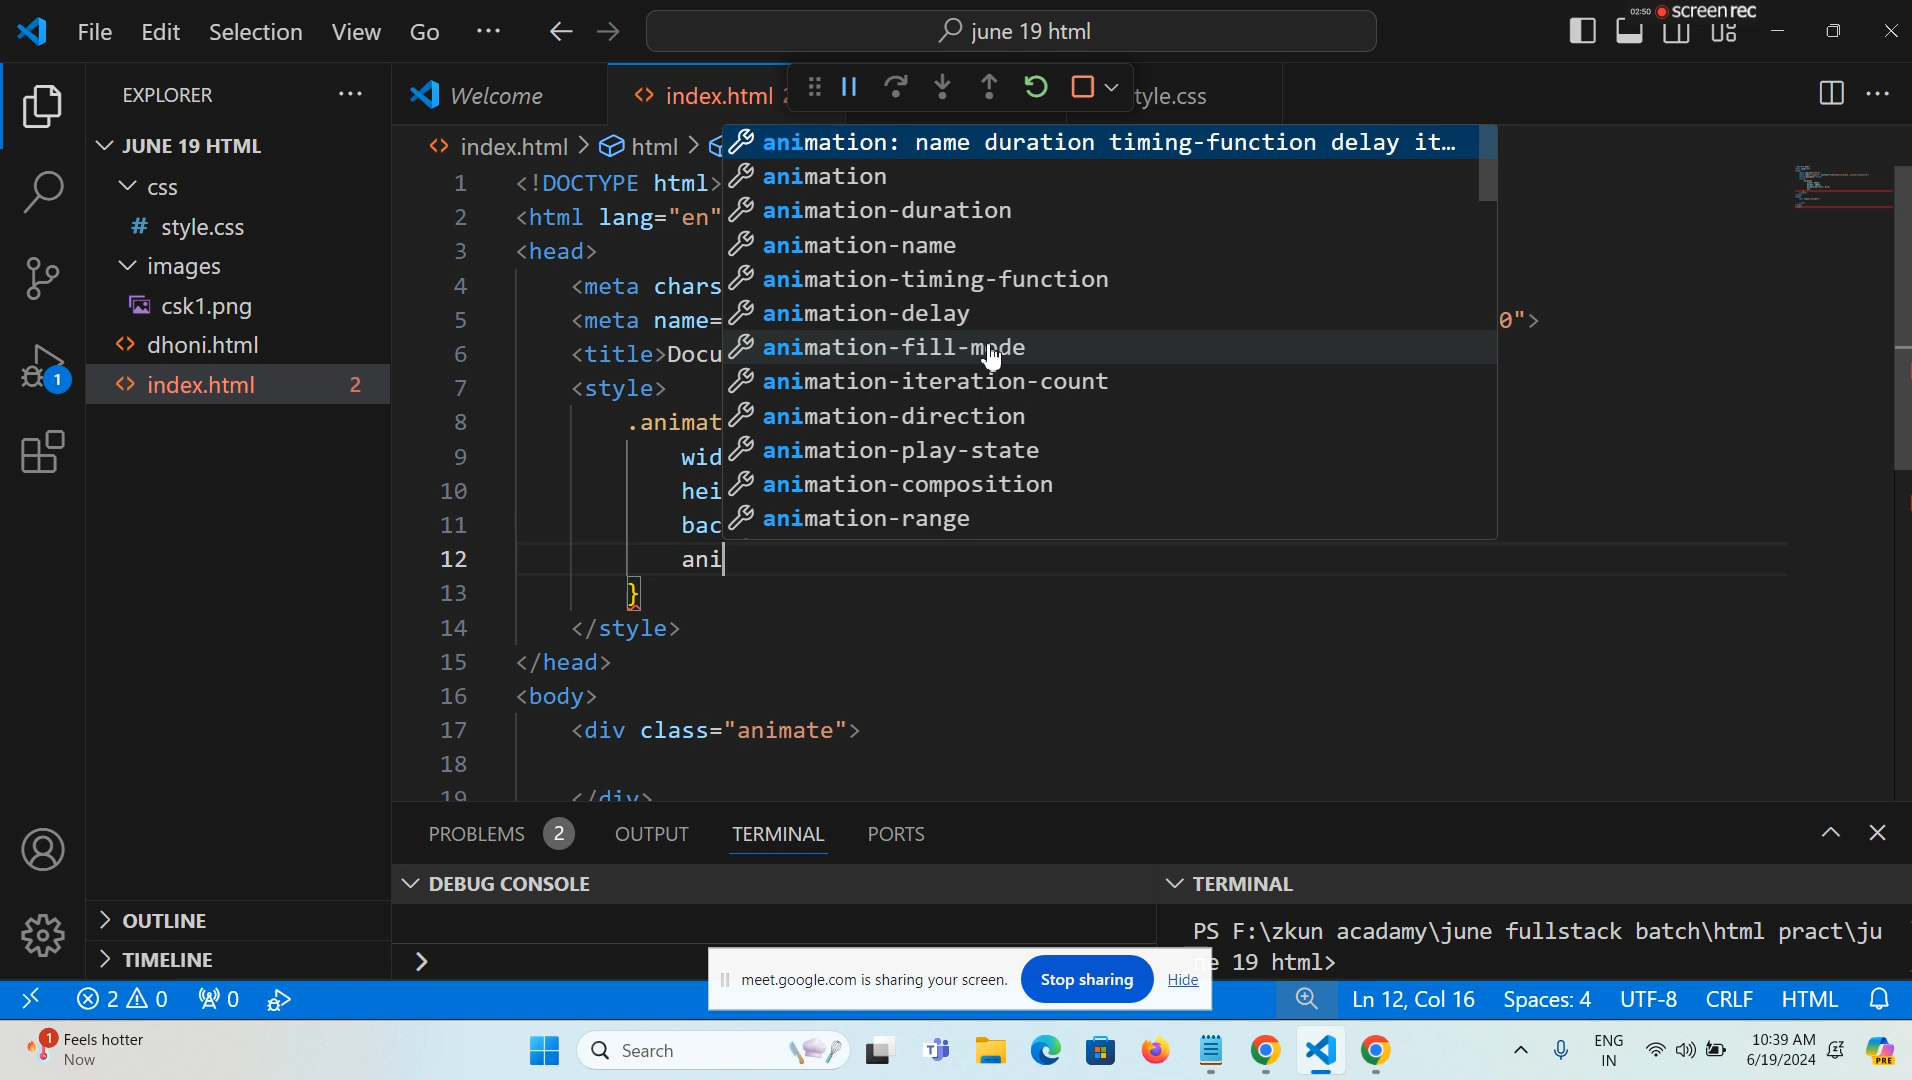 File Edit Selection View Go ··· june 19 html 02:50 screen rec
EXPLORER ···
Welcome index.html tyle.css ···
JUNE 19 HTML
css
# style.css
images
csk1.png
<> dhoni.html
<> index.html 2
<> index.html > html >
1 <!DOCTYPE html>
2 <html lang="en"
3 <head>
4 <meta chars
5 <meta name= 0">
6 <title>Docu
7 <style>
8 .animat
9 wid
10 hei
11 bac
12 ani
13 }
14 </style>
15 </head>
16 <body>
17 <div class="animate">
18
19 </div>
animation: name duration timing-function delay it…
animation
animation-duration
animation-name
animation-timing-function
animation-delay
animation-fill-mode
animation-iteration-count
animation-direction
animation-play-state
animation-composition
animation-range
1
OUTLINE
TIMELINE
PROBLEMS 2 OUTPUT TERMINAL PORTS
DEBUG CONSOLE
TERMINAL
PS F:\zkun acadamy\june fullstack batch\html pract\ju
ne 19 html>
meet.google.com is sharing your screen. Stop sharing Hide
2 0 0 Ln 12, Col 16 Spaces: 4 UTF-8 CRLF HTML
1 Feels hotter
Now
Search
ENG
IN
10:39 AM
6/19/2024
PRE